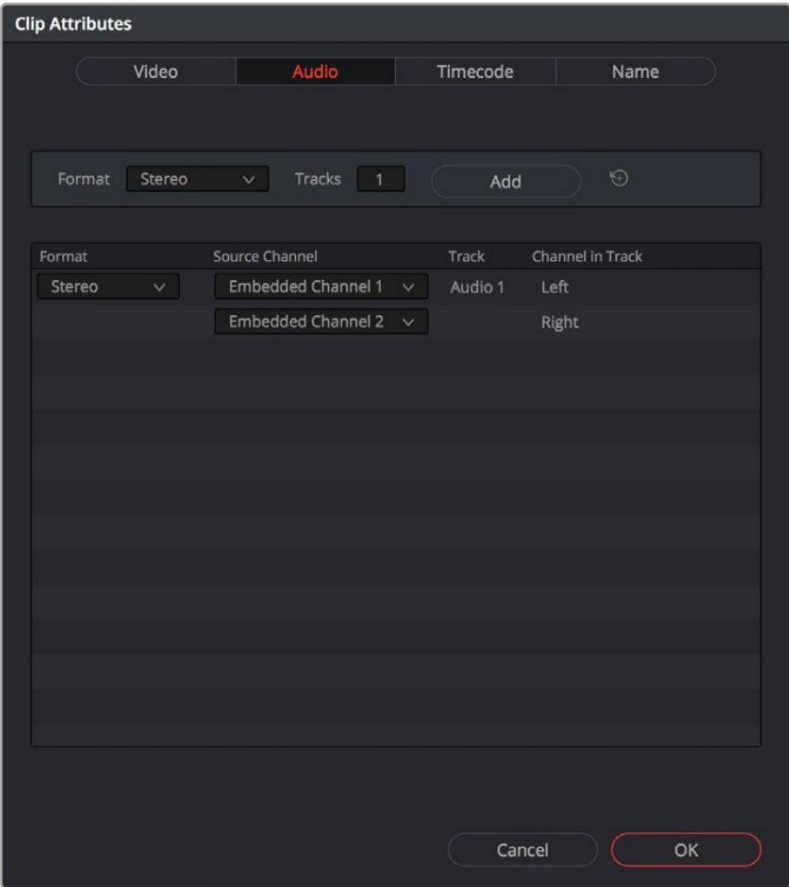 Clip Attributes
Video Audio Timecode Name
Format Stereo Tracks 1 Add
Format Source Channel Track Channel in Track
Stereo Embedded Channel 1 Audio 1 Left
Embedded Channel 2 Right
Cancel OK